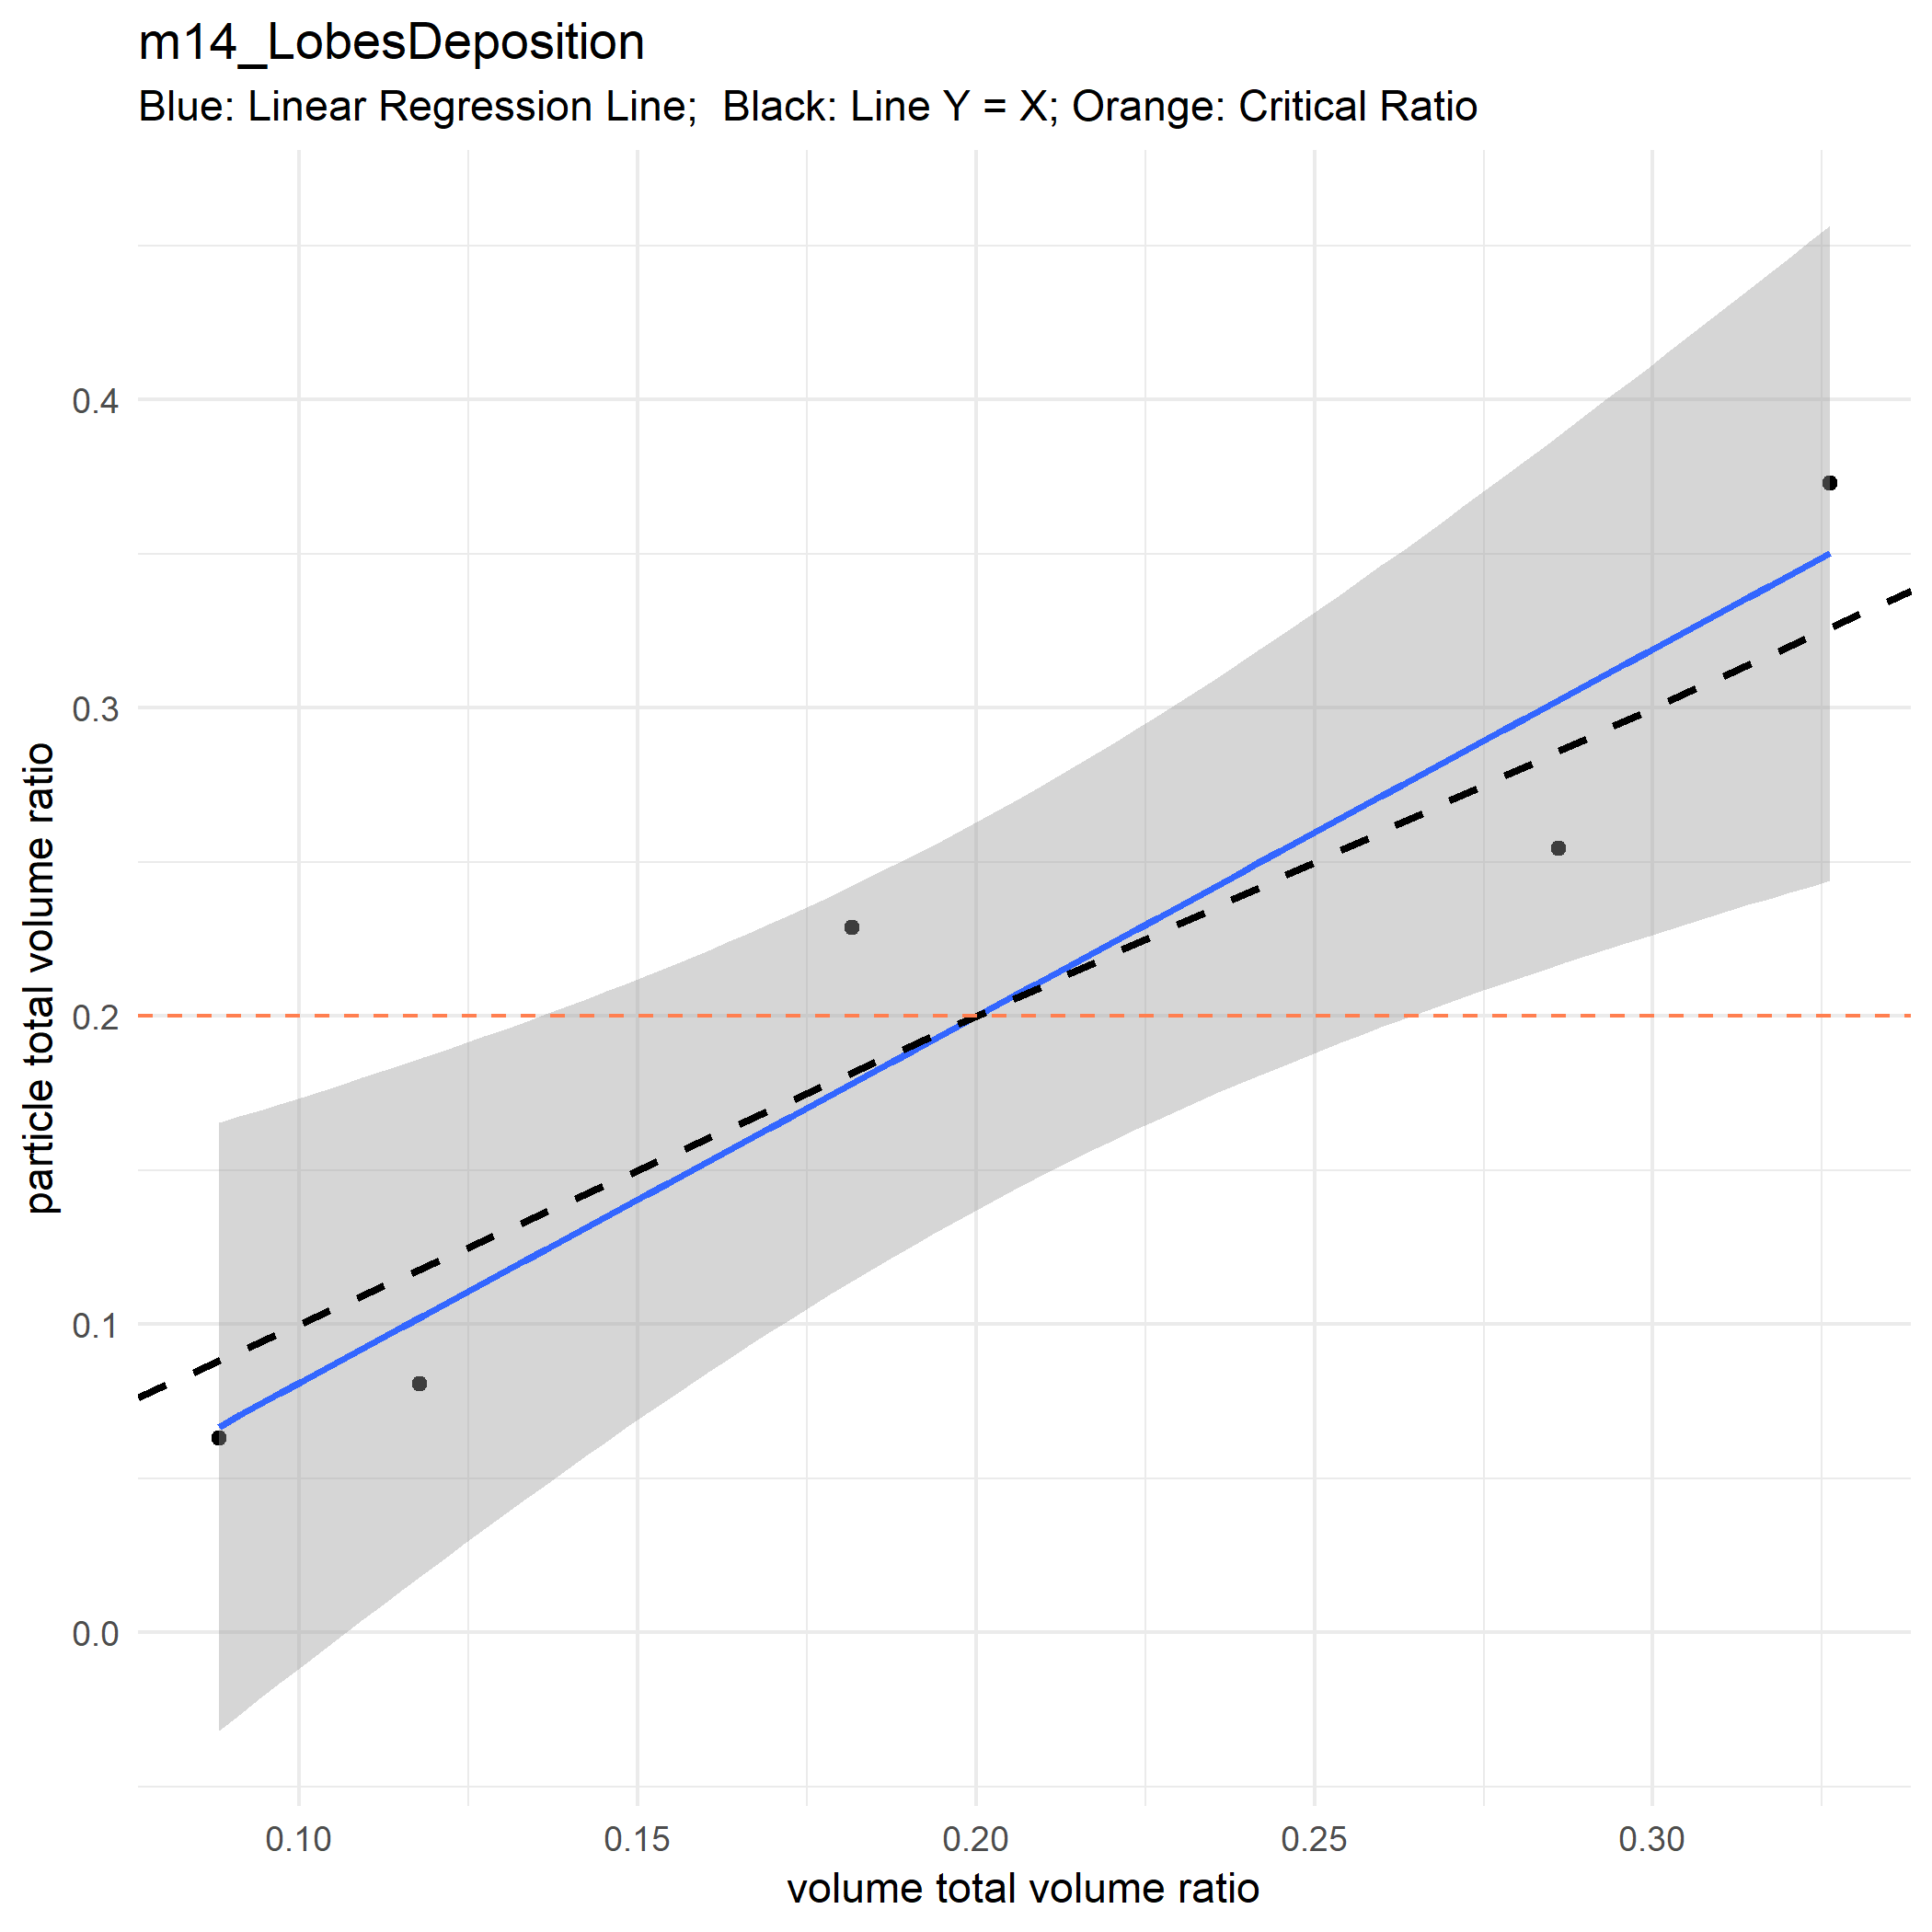 m14_LobesDeposition
Blue: Linear Regression Line;  Black: Line Y = X; Orange: Critical Ratio
particle total volume ratio
0.4
0.3
0.2
0.1
0.0
0.10 0.15 0.20 0.25 0.30
volume total volume ratio